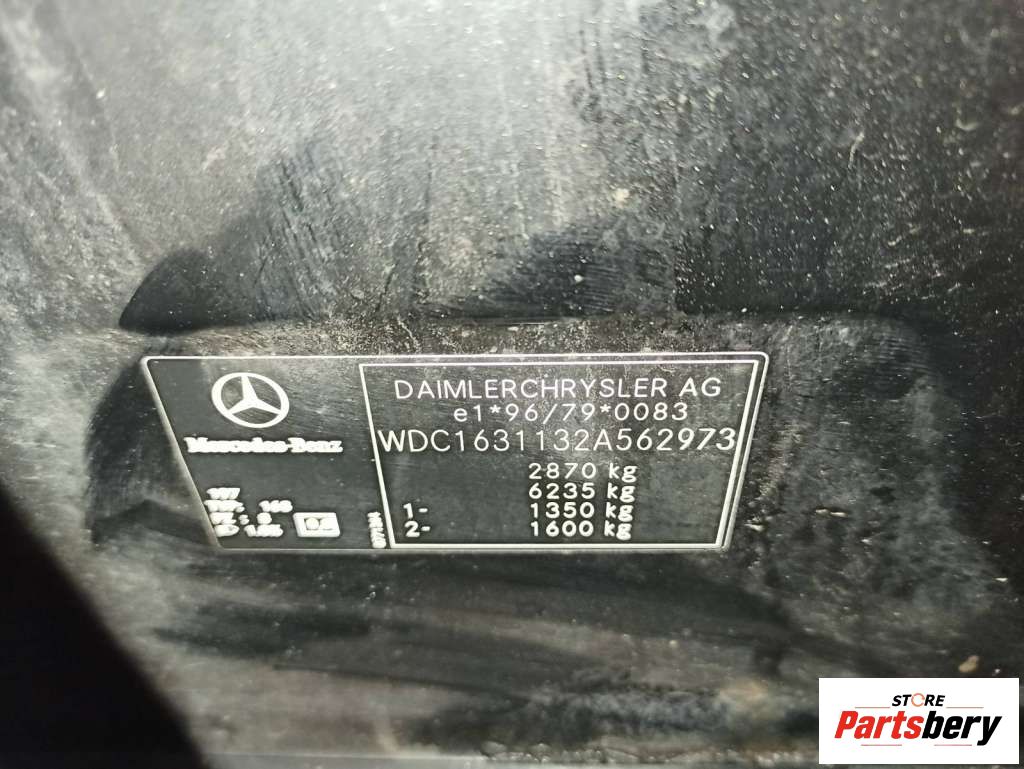 Mercedes-Benz
DAIMLERCHRYSLER AG
e1*96/79*0083
WDC1631132A562973
2870 kg
6235 kg
1- 1350 kg
2- 1600 kg
STORE
Partsbery